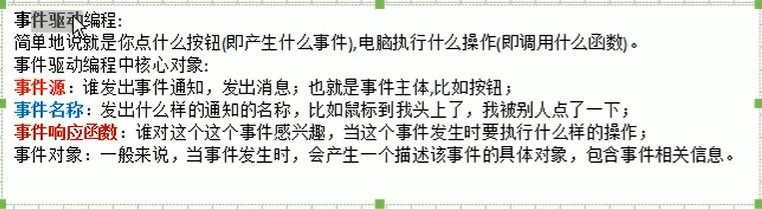 事件驱动编程:
简单地说就是你点什么按钮(即产生什么事件),电脑执行什么操作(即调用什么函数)。
事件驱动编程中核心对象:
事件源：谁发出事件通知，发出消息；也就是事件主体,比如按钮；
事件名称：发出什么样的通知的名称，比如鼠标到我头上了，我被别人点了一下；
事件响应函数：谁对这个这个事件感兴趣，当这个事件发生时要执行什么样的操作；
事件对象：一般来说，当事件发生时，会产生一个描述该事件的具体对象，包含事件相关信息。